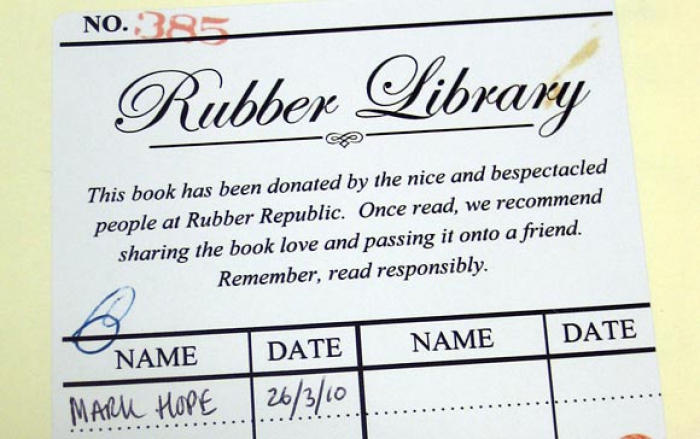 NO. 385
Rubber Library
This book has been donated by the nice and bespectacled
people at Rubber Republic. Once read, we recommend
sharing the book love and passing it onto a friend.
Remember, read responsibly.
NAME DATE NAME DATE
MARK HOPE 26/3/10